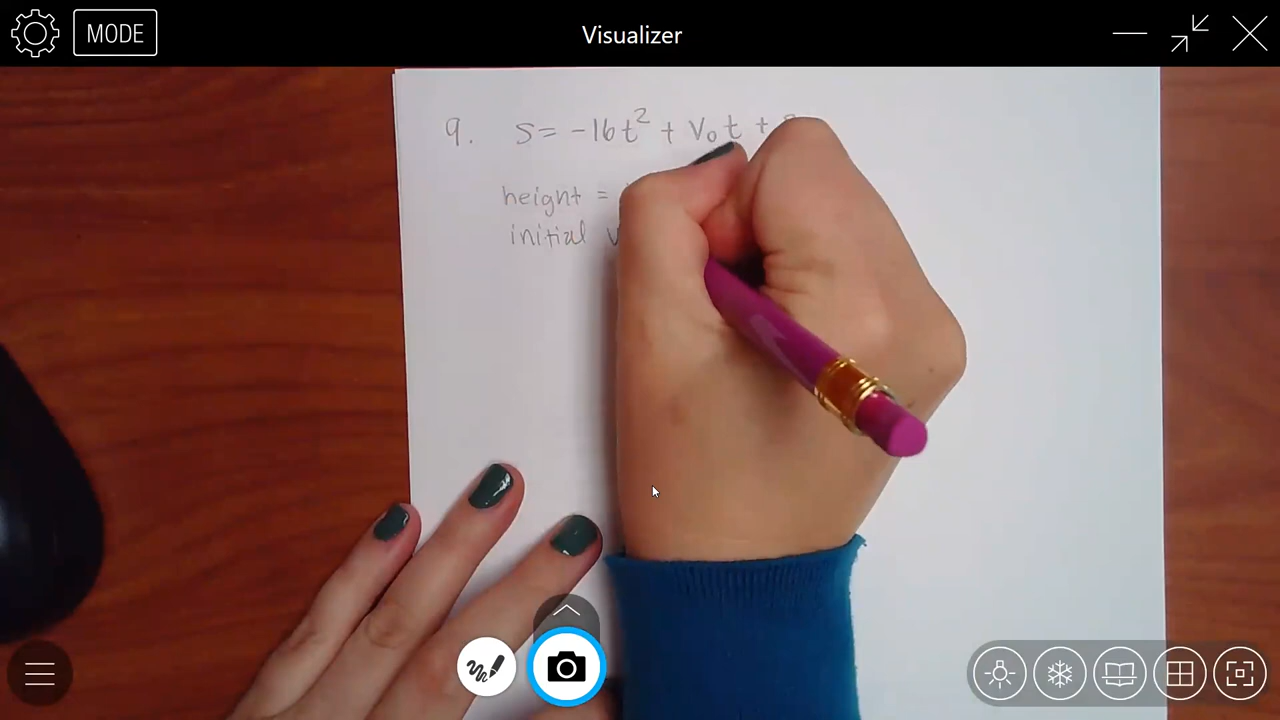 MODE
Visualizer
9. s = -16t² + v₀t +
height =
initial